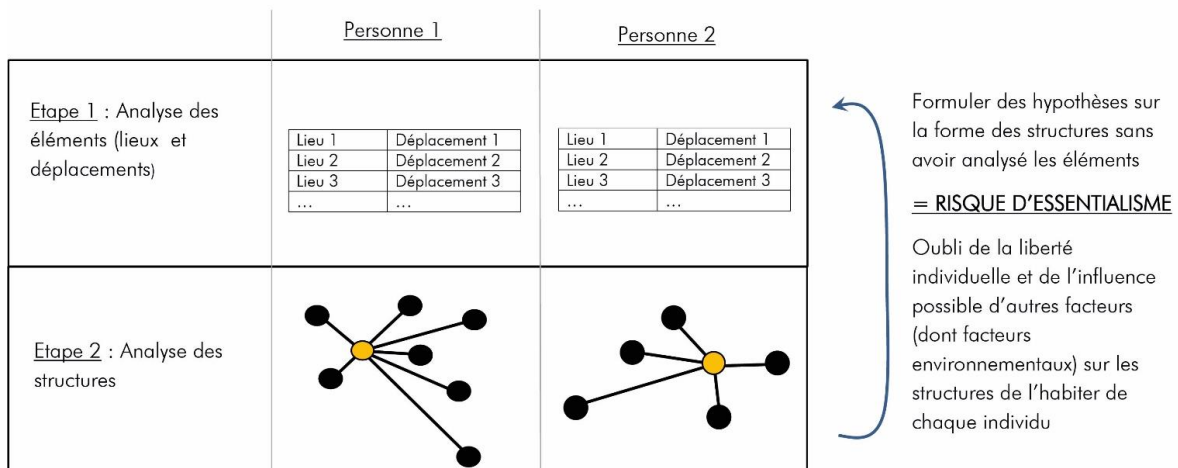 Personne 1
Personne 2
Etape 1 : Analyse des
éléments (lieux et
déplacements)
Lieu 1 Déplacement 1
Lieu 2 Déplacement 2
Lieu 3 Déplacement 3
... ...
Lieu 1 Déplacement 1
Lieu 2 Déplacement 2
Lieu 3 Déplacement 3
... ...
Etape 2 : Analyse des
structures
Formuler des hypothèses sur
la forme des structures sans
avoir analysé les éléments
= RISQUE D'ESSENTIALISME
Oubli de la liberté
individuelle et de l'influence
possible d'autres facteurs
(dont facteurs
environnementaux) sur les
structures de l'habiter de
chaque individu